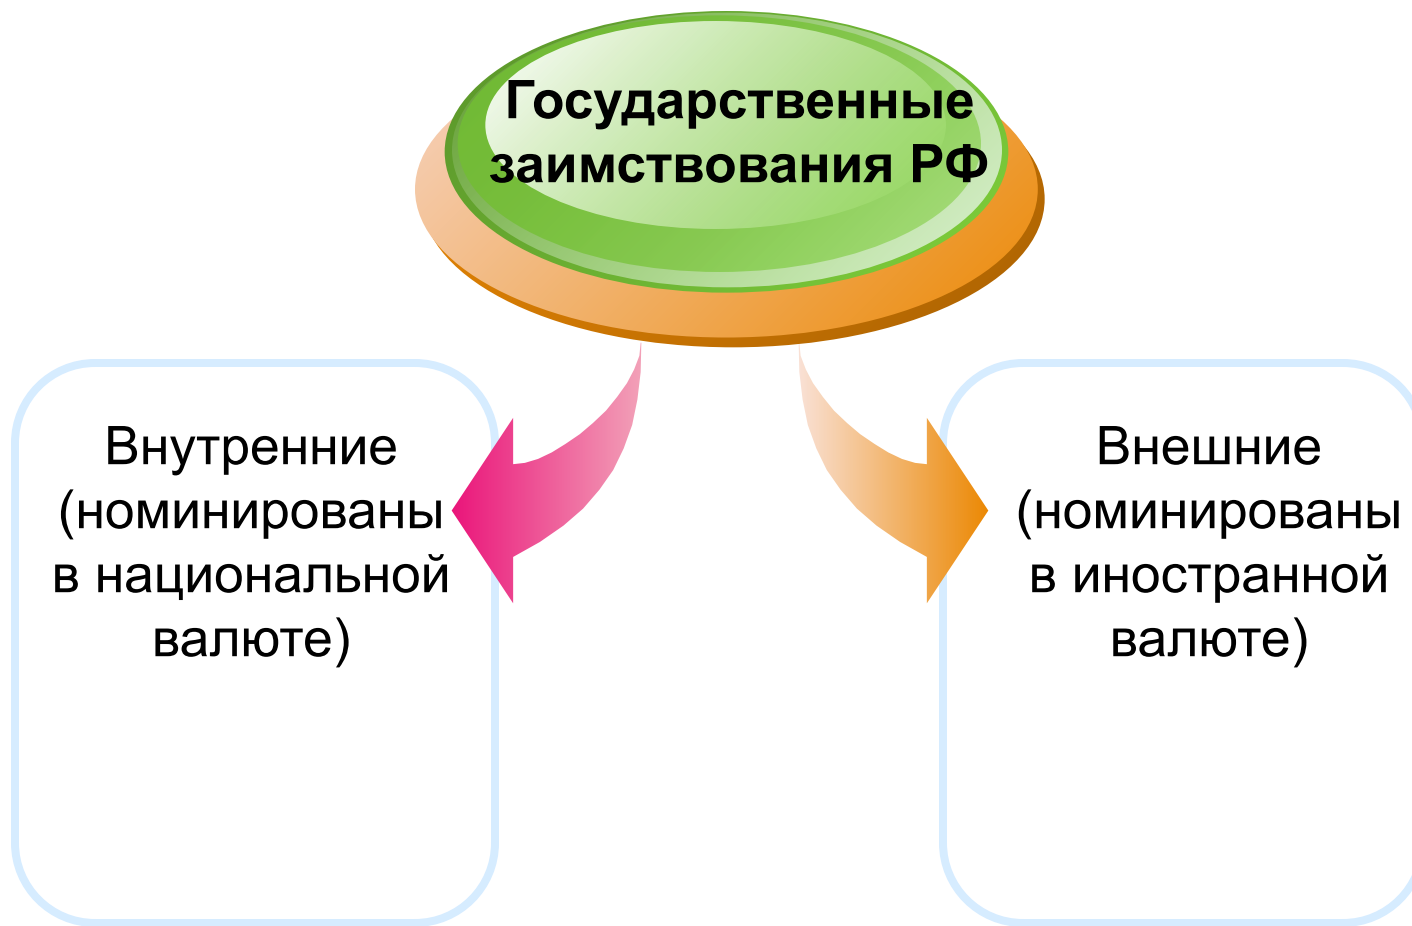 Государственные
заимствования РФ
Внутренние
(номинированы
в национальной
валюте)
Внешние
(номинированы
в иностранной
валюте)